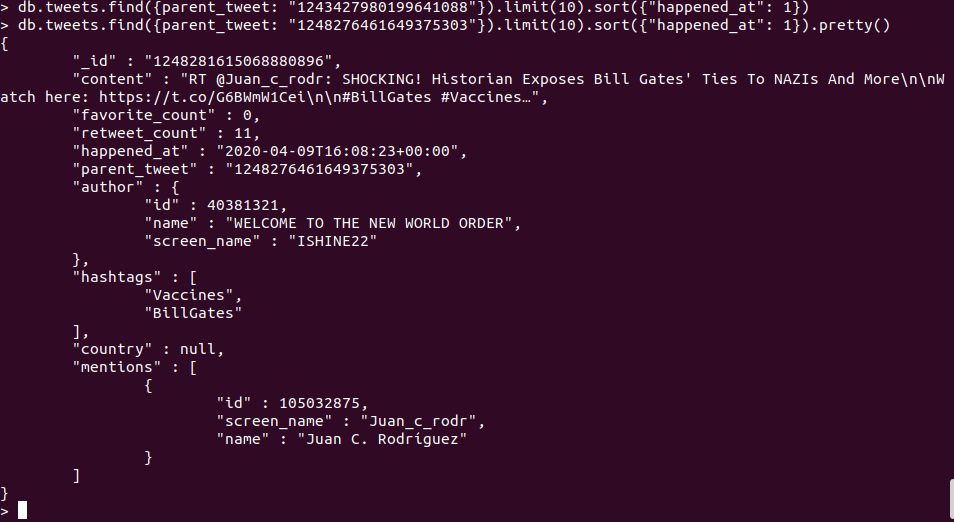 > db.tweets.find({parent_tweet: "1243427980199641088"}).limit(10).sort({"happened_at": 1})
> db.tweets.find({parent_tweet: "1248276461649375303"}).limit(10).sort({"happened_at": 1}).pretty()
{
        "_id" : "1248281615068880896",
        "content" : "RT @Juan_c_rodr: SHOCKING! Historian Exposes Bill Gates' Ties To NAZIs And More\n\nW
atch here: https://t.co/G6BWmW1Cei\n\n#BillGates #Vaccines…",
        "favorite_count" : 0,
        "retweet_count" : 11,
        "happened_at" : "2020-04-09T16:08:23+00:00",
        "parent_tweet" : "1248276461649375303",
        "author" : {
                "id" : 40381321,
                "name" : "WELCOME TO THE NEW WORLD ORDER",
                "screen_name" : "ISHINE22"
        },
        "hashtags" : [
                "Vaccines",
                "BillGates"
        ],
        "country" : null,
        "mentions" : [
                {
                        "id" : 105032875,
                        "screen_name" : "Juan_c_rodr",
                        "name" : "Juan C. Rodríguez"
                }
        ]
}
>